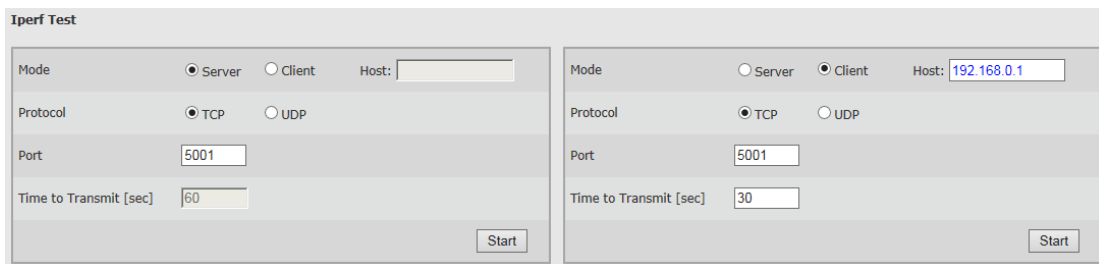 Iperf Test
Mode Server Client Host:
Protocol TCP UDP
Port 5001
Time to Transmit [sec] 60
Start
Mode Server Client Host: 192.168.0.1
Protocol TCP UDP
Port 5001
Time to Transmit [sec] 30
Start